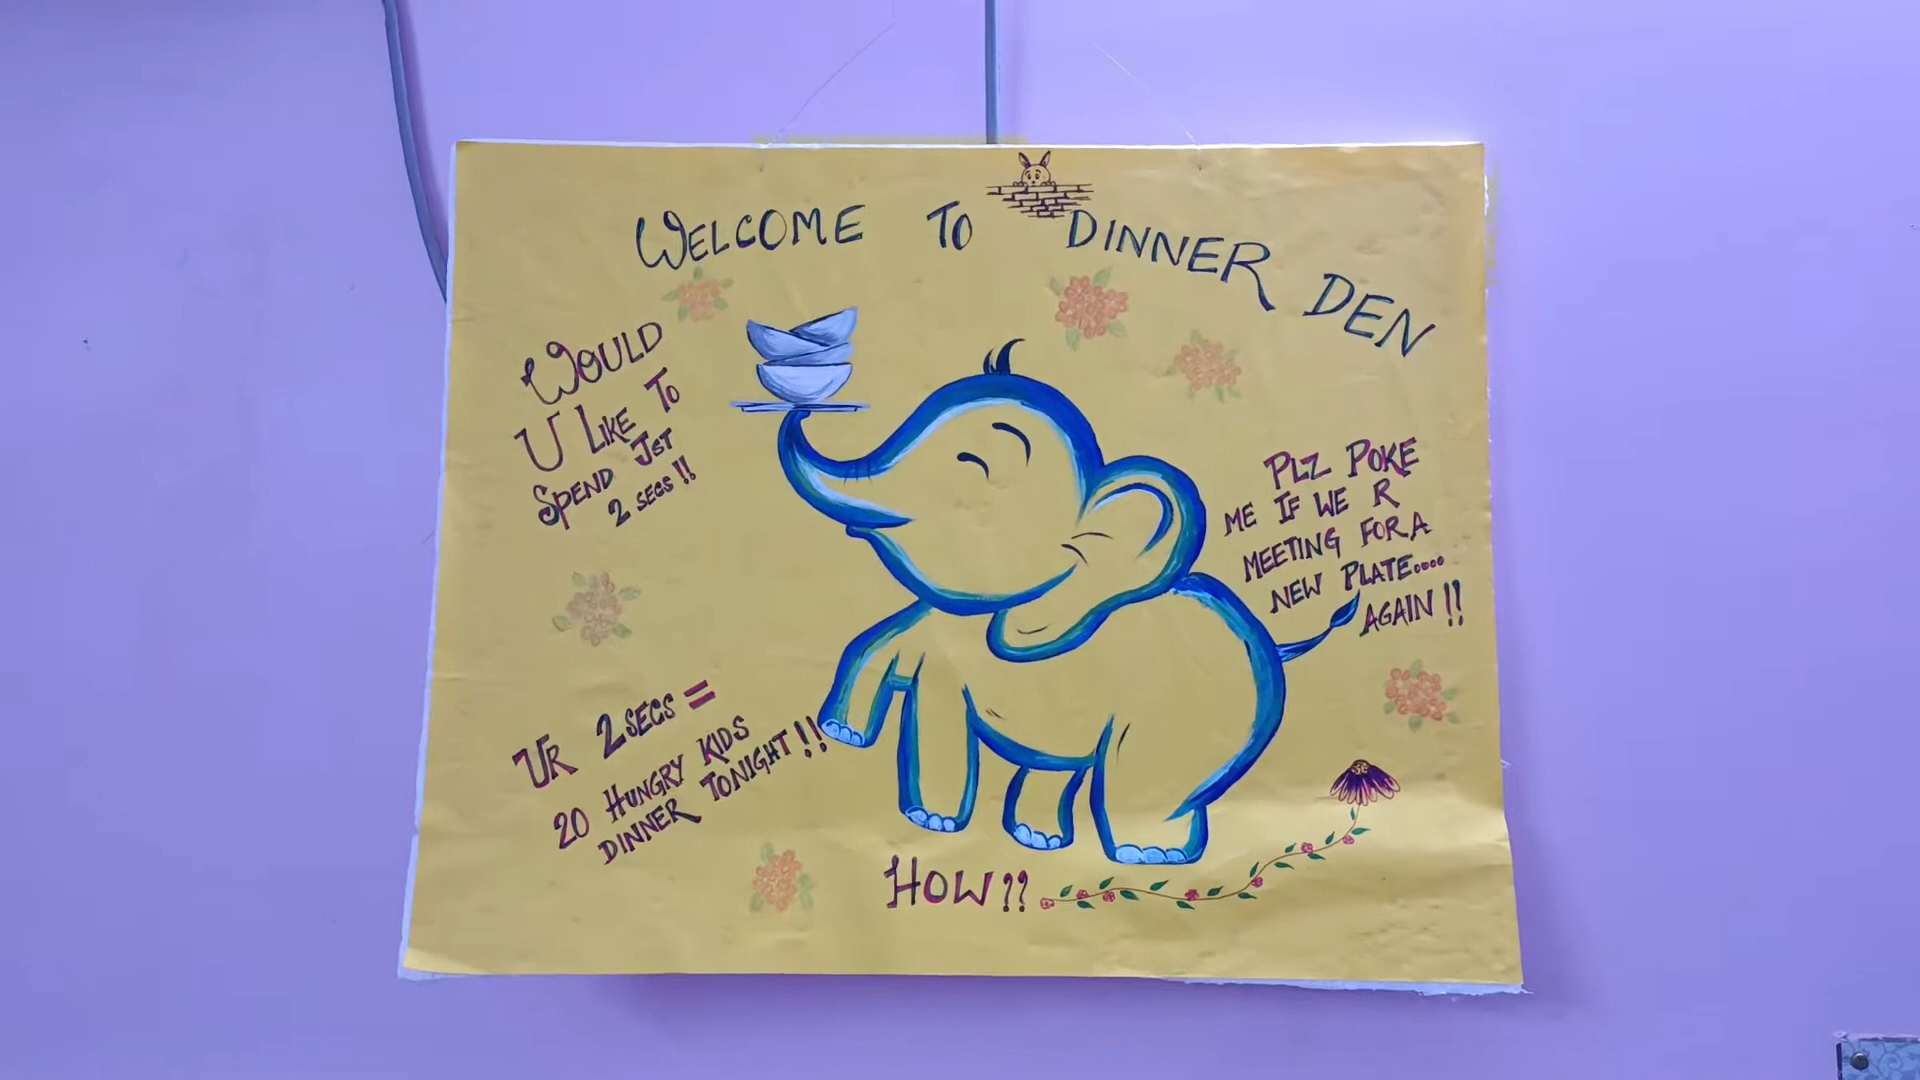 WELCOME TO DINNER DEN
WOULD
U LIKE TO
SPEND JST
2 SECS !!
PLZ POKE
ME IF WE R
MEETING FOR A
NEW PLATE....
AGAIN !!
UR 2 SECS =
20 HUNGRY KIDS
DINNER TONIGHT !!
HOW ??